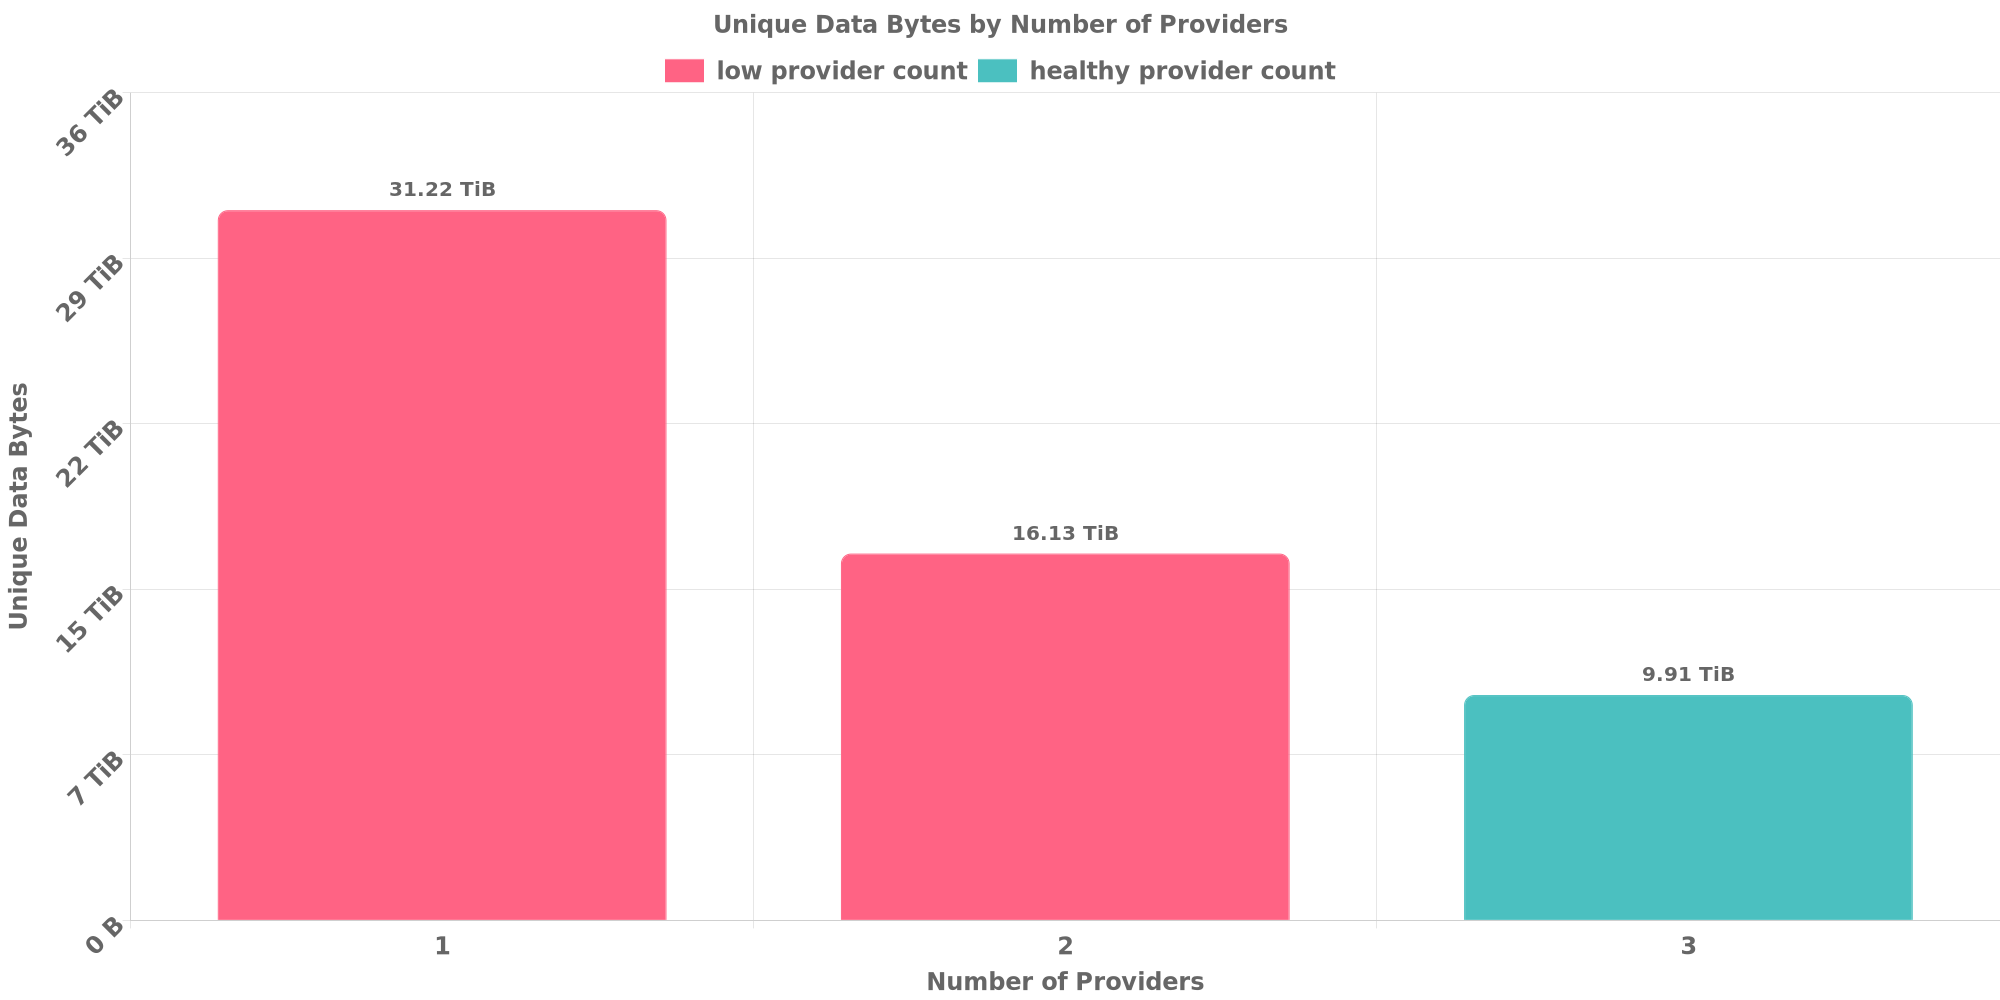 Unique Data Bytes by Number of Providers
low provider count healthy provider count
36 TiB
31.22 TiB
29 TiB
22 TiB
16.13 TiB
15 TiB
9.91 TiB
7 TiB
0 B
Unique Data Bytes
1 2 3
Number of Providers